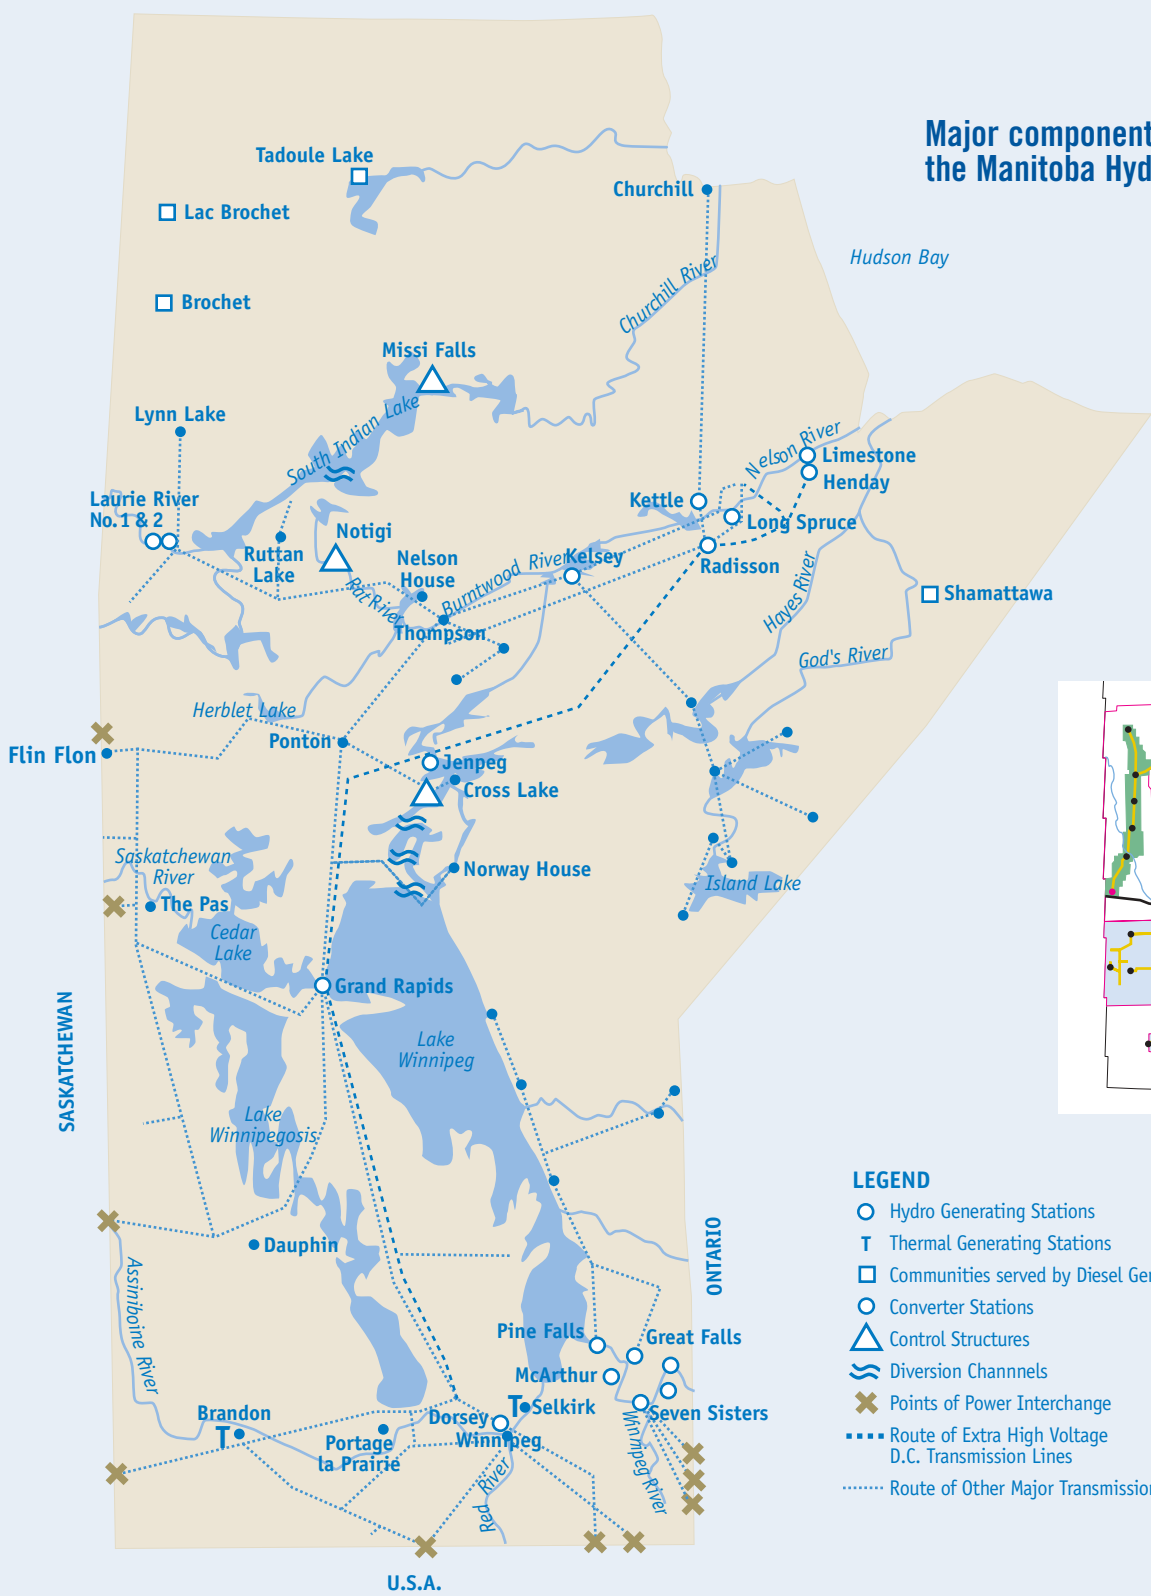 Major component
the Manitoba Hyd
Tadoule Lake
Churchill
Lac Brochet
Hudson Bay
Churchill River
Brochet
Missi Falls
South Indian Lake
Lynn Lake
Nelson River
Limestone
Henday
Laurie River
No. 1 & 2
Kettle
Long Spruce
Notigi
Ruttan
Lake
Nelson
House
Burntwood River
Kelsey
Radisson
Rat River
Hayes River
Shamattawa
Thompson
God's River
Herblet Lake
Ponton
Flin Flon
Jenpeg
Cross Lake
Saskatchewan
River
Norway House
Island Lake
The Pas
Cedar
Lake
Grand Rapids
SASKATCHEWAN
Lake
Winnipeg
Lake
Winnipegosis
LEGEND
Hydro Generating Stations
T Thermal Generating Stations
Communities served by Diesel Gen
Converter Stations
Control Structures
Diversion Channnels
Points of Power Interchange
Route of Extra High Voltage
D.C. Transmission Lines
Route of Other Major Transmission
Dauphin
ONTARIO
Assiniboine River
Pine Falls
Great Falls
McArthur
T Selkirk
Seven Sisters
Brandon
T
Dorsey
Winnipeg
Portage
la Prairie
Winnipeg River
Red River
U.S.A.